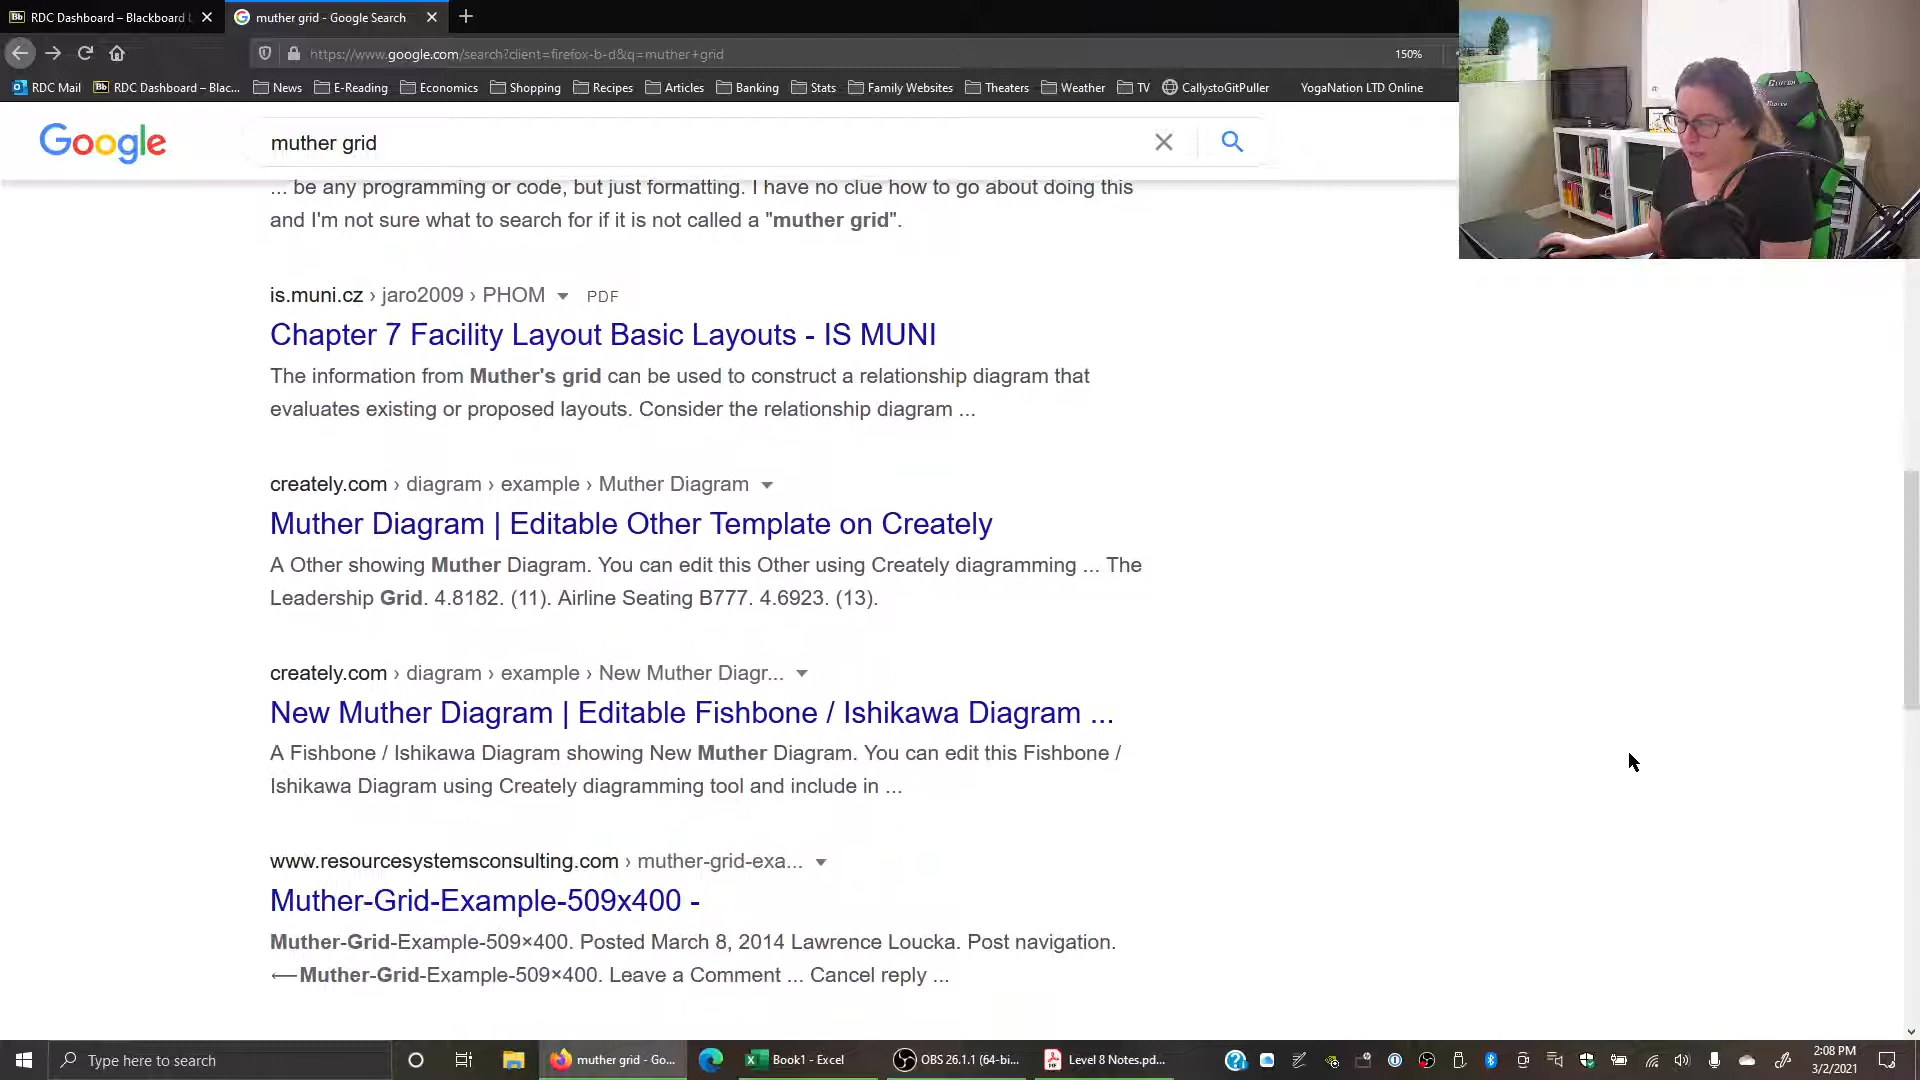 RDC Dashboard – Blackboard
muther grid - Google Search
https://www.google.com/search?client=firefox-b-d&q=muther+grid
150%
RDC Mail
RDC Dashboard – Blac...
News
E-Reading
Economics
Shopping
Recipes
Articles
Banking
Stats
Family Websites
Theaters
Weather
TV
CallystoGitPuller
YogaNation LTD Online
Google
muther grid
... be any programming or code, but just formatting. I have no clue how to go about doing this
and I'm not sure what to search for if it is not called a "muther grid".
is.muni.cz › jaro2009 › PHOM PDF
Chapter 7 Facility Layout Basic Layouts - IS MUNI
The information from Muther's grid can be used to construct a relationship diagram that
evaluates existing or proposed layouts. Consider the relationship diagram ...
creately.com › diagram › example › Muther Diagram
Muther Diagram | Editable Other Template on Creately
A Other showing Muther Diagram. You can edit this Other using Creately diagramming ... The
Leadership Grid. 4.8182. (11). Airline Seating B777. 4.6923. (13).
creately.com › diagram › example › New Muther Diagr...
New Muther Diagram | Editable Fishbone / Ishikawa Diagram ...
A Fishbone / Ishikawa Diagram showing New Muther Diagram. You can edit this Fishbone /
Ishikawa Diagram using Creately diagramming tool and include in ...
www.resourcesystemsconsulting.com › muther-grid-exa...
Muther-Grid-Example-509x400 -
Muther-Grid-Example-509×400. Posted March 8, 2014 Lawrence Loucka. Post navigation.
←Muther-Grid-Example-509×400. Leave a Comment ... Cancel reply ...
Type here to search
muther grid - Go...
Book1 - Excel
OBS 26.1.1 (64-bi...
Level 8 Notes.pd...
2:08 PM
3/2/2021